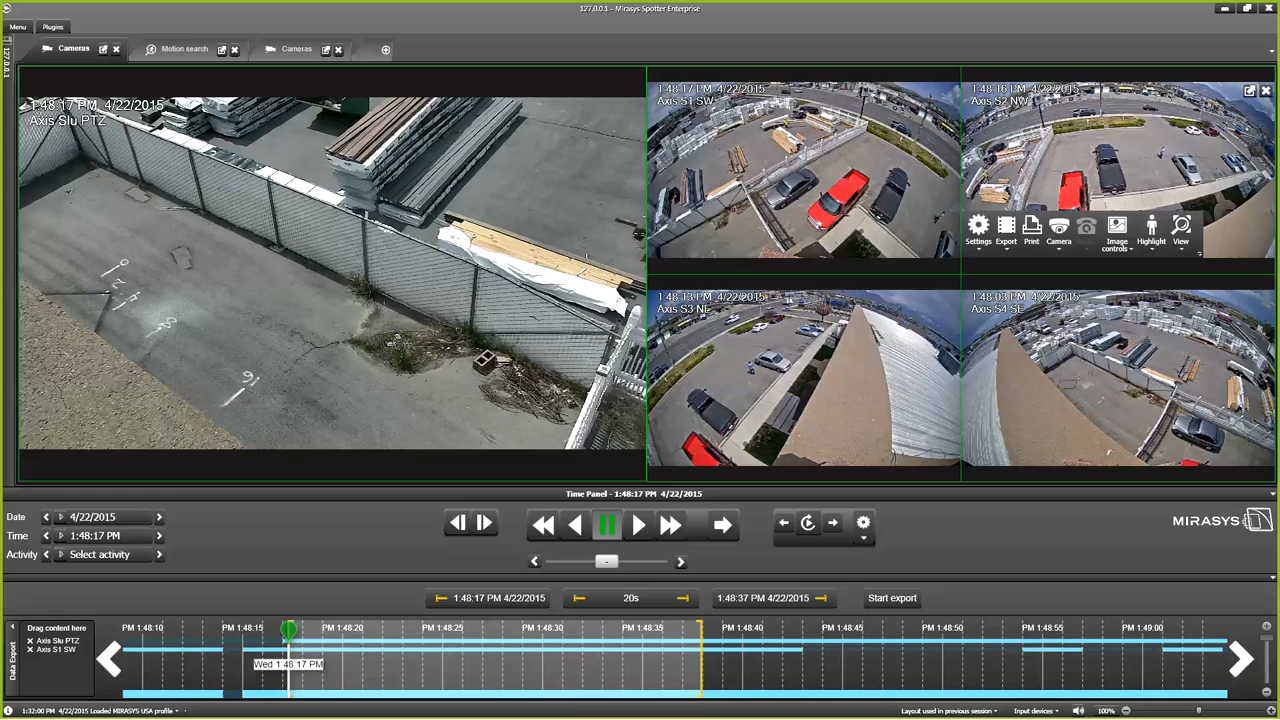 127.0.0.1 - Mirasys Spotter Enterprise
Menu
Plugins
127.0.0.1
Cameras
Motion search
Cameras
1:48:17 PM 4/22/2015
Axis Slu PTZ
1:48:17 PM 4/22/2015
Axis S1 SW
1:48:16 PM 4/22/2015
Axis S2 NW
Settings
Export
Print
Camera
Audio
Image controls
Highlight
View
1:48:13 PM 4/22/2015
Axis S3 NE
1:48:03 PM 4/22/2015
Axis S4 SE
Time Panel - 1:48:17 PM 4/22/2015
Date
4/22/2015
Time
1:48:17 PM
Activity
Select activity
MIRASYS
1:48:17 PM 4/22/2015
20s
1:48:37 PM 4/22/2015
Start export
Data Export
Drag content here
Axis Slu PTZ
Axis S1 SW
PM 1:48:10
PM 1:48:15
PM 1:48:20
PM 1:48:25
PM 1:48:30
PM 1:48:35
PM 1:48:40
PM 1:48:45
PM 1:48:50
PM 1:48:55
PM 1:49:00
Wed 1:48:17 PM
1:32:00 PM 4/22/2015 Loaded MIRASYS USA profile
Layout used in previous session
Input devices
100%